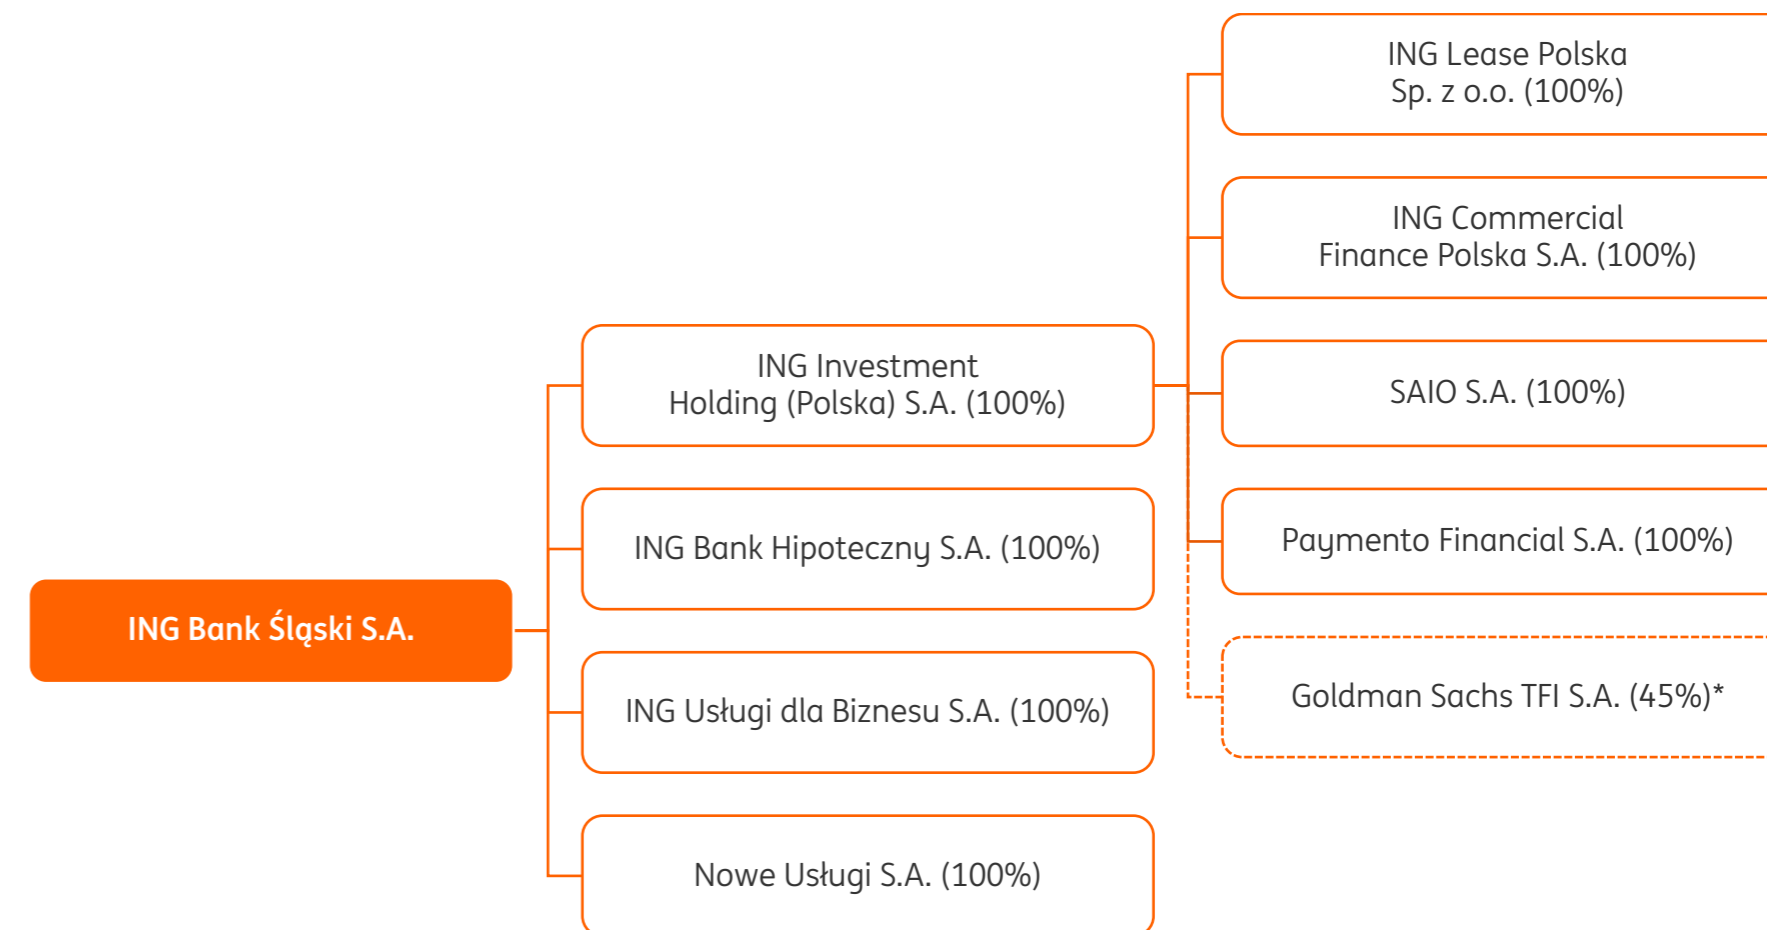 ING Bank Śląski S.A.
ING Investment
Holding (Polska) S.A. (100%)
ING Bank Hipoteczny S.A. (100%)
ING Usługi dla Biznesu S.A. (100%)
Nowe Usługi S.A. (100%)
ING Lease Polska
Sp. z o.o. (100%)
ING Commercial
Finance Polska S.A. (100%)
SAIO S.A. (100%)
Paymento Financial S.A. (100%)
Goldman Sachs TFI S.A. (45%)*